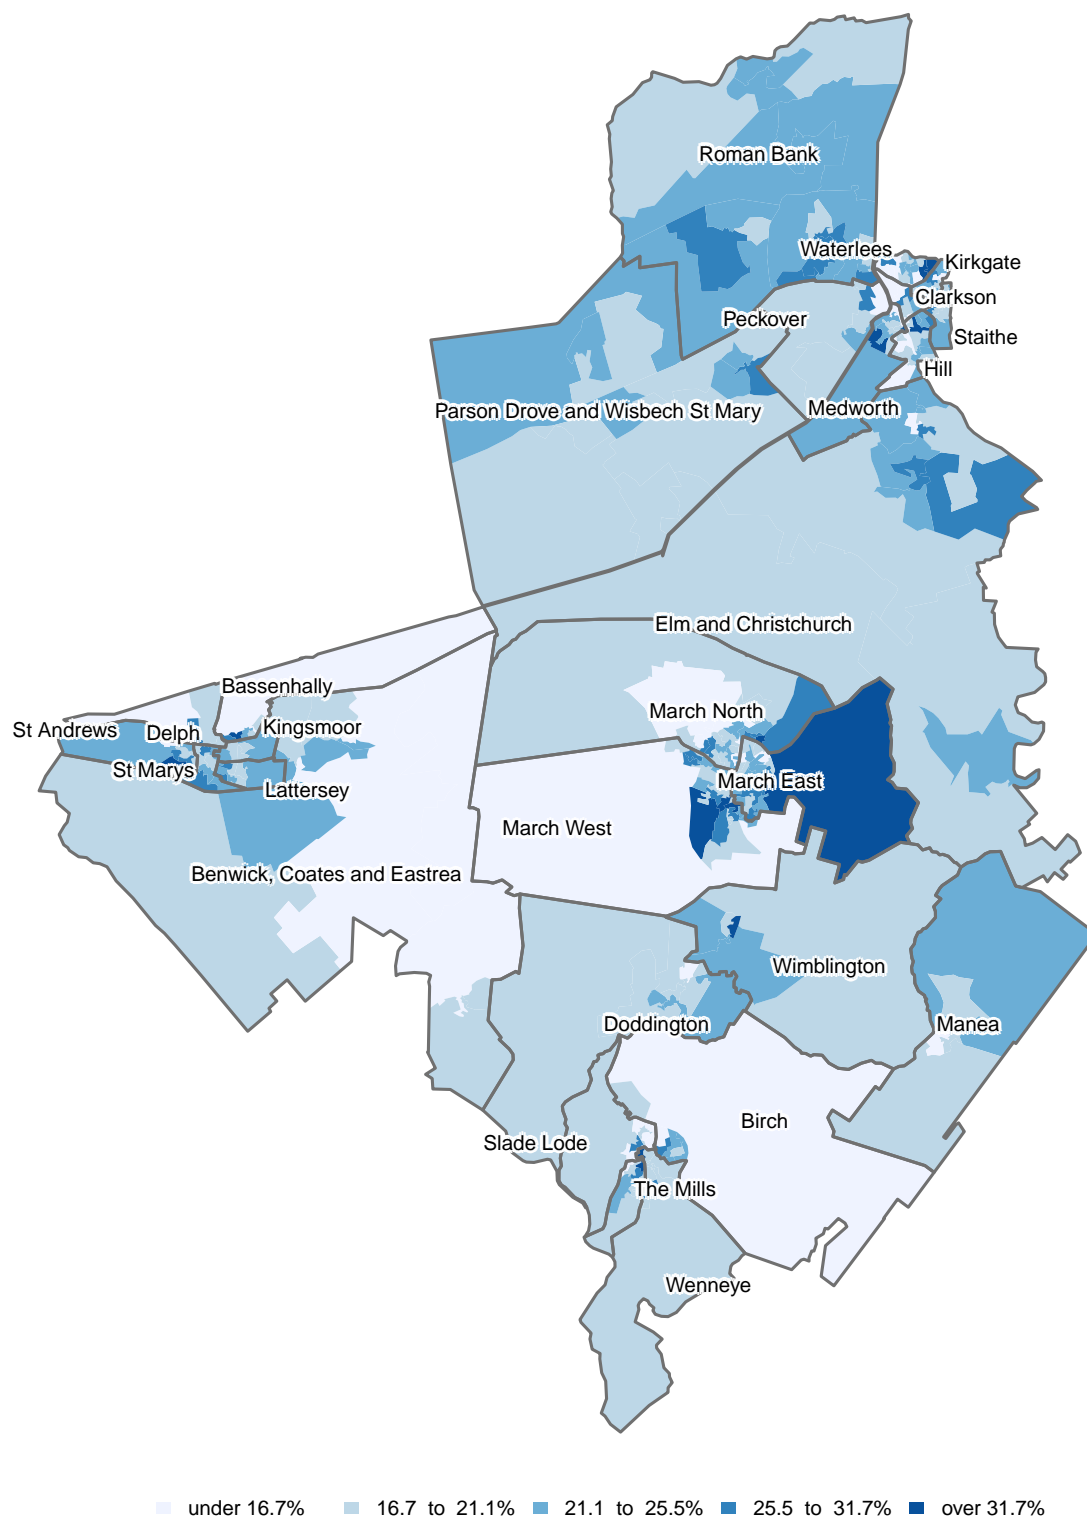 Roman Bank
Waterlees
Kirkgate
Clarkson
Peckover
Staithe
Hill
Medworth
Parson Drove and Wisbech St Mary
Elm and Christchurch
Bassenhally
March North
St Andrews
Delph
Kingsmoor
St Marys
March East
Lattersey
March West
Benwick, Coates and Eastrea
Wimblington
Doddington
Manea
Birch
Slade Lode
The Mills
Wenneye
under 16.7%
16.7 to 21.1%
21.1 to 25.5%
25.5 to 31.7%
over 31.7%